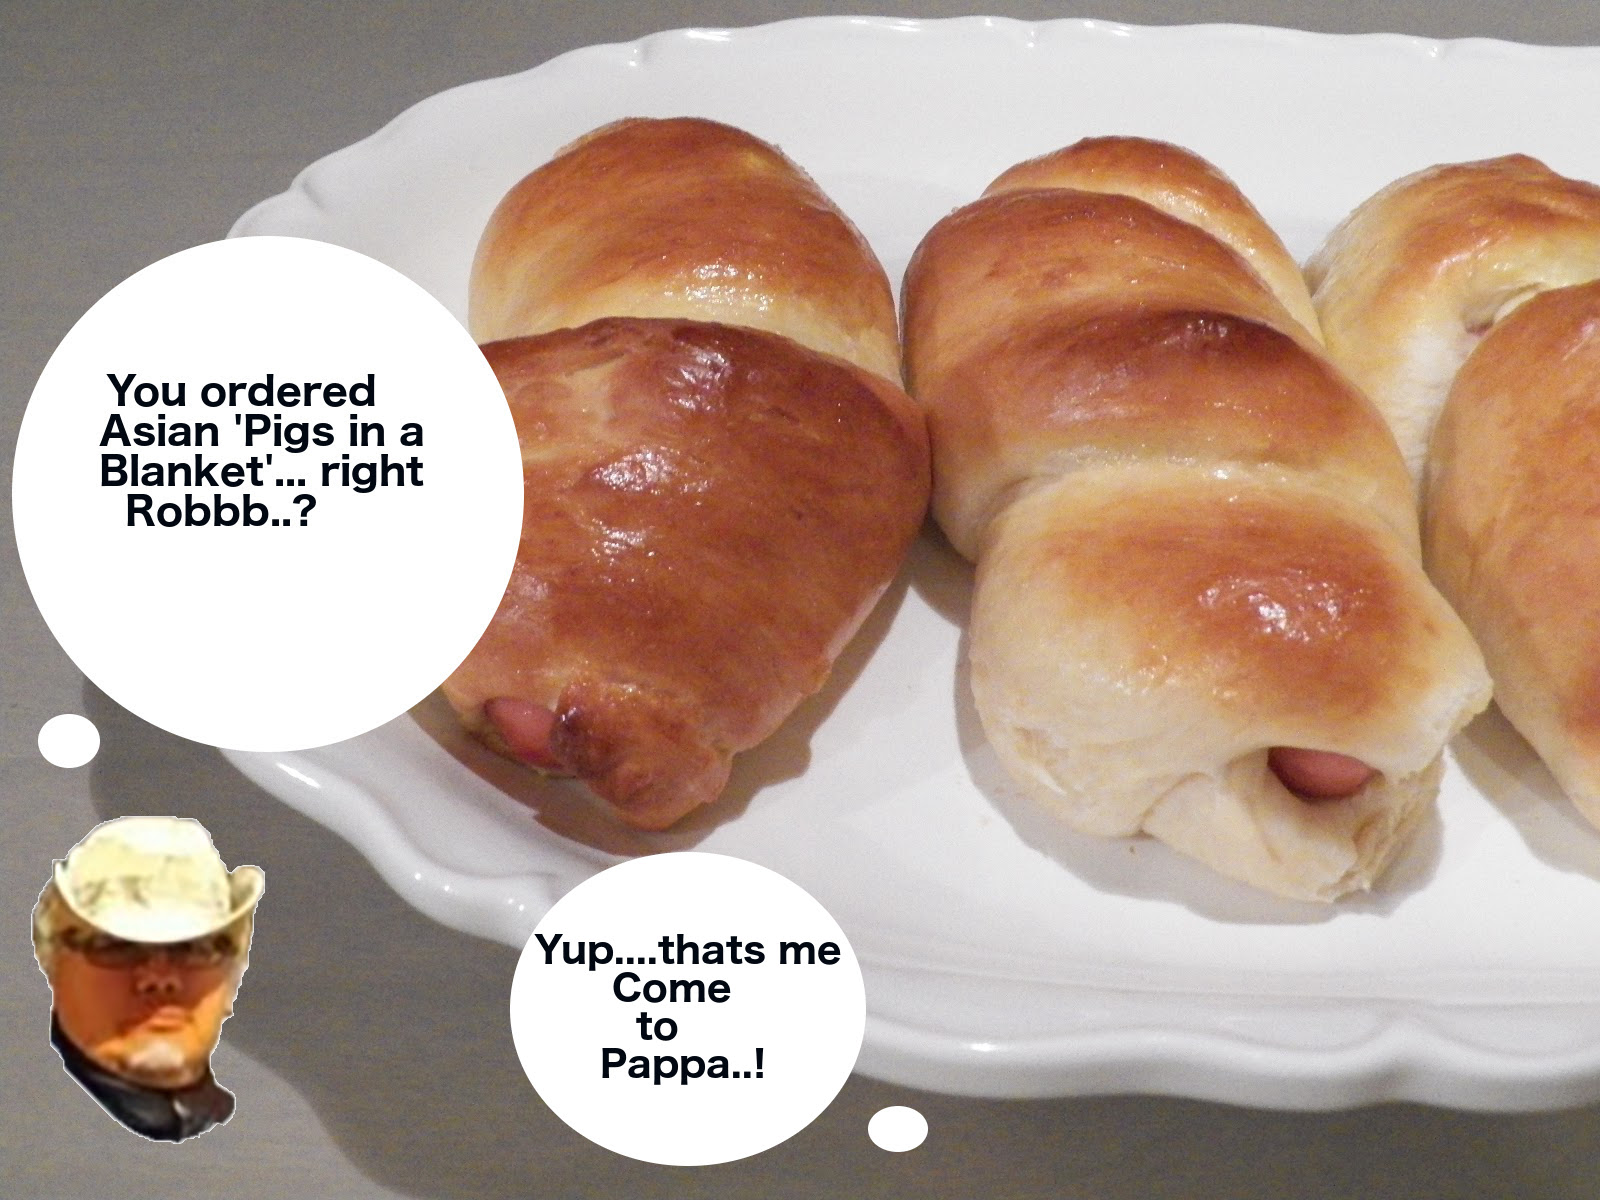 You ordered
Asian 'Pigs in a
Blanket'... right
Robbb..?
Yup....thats me
Come
to
Pappa..!